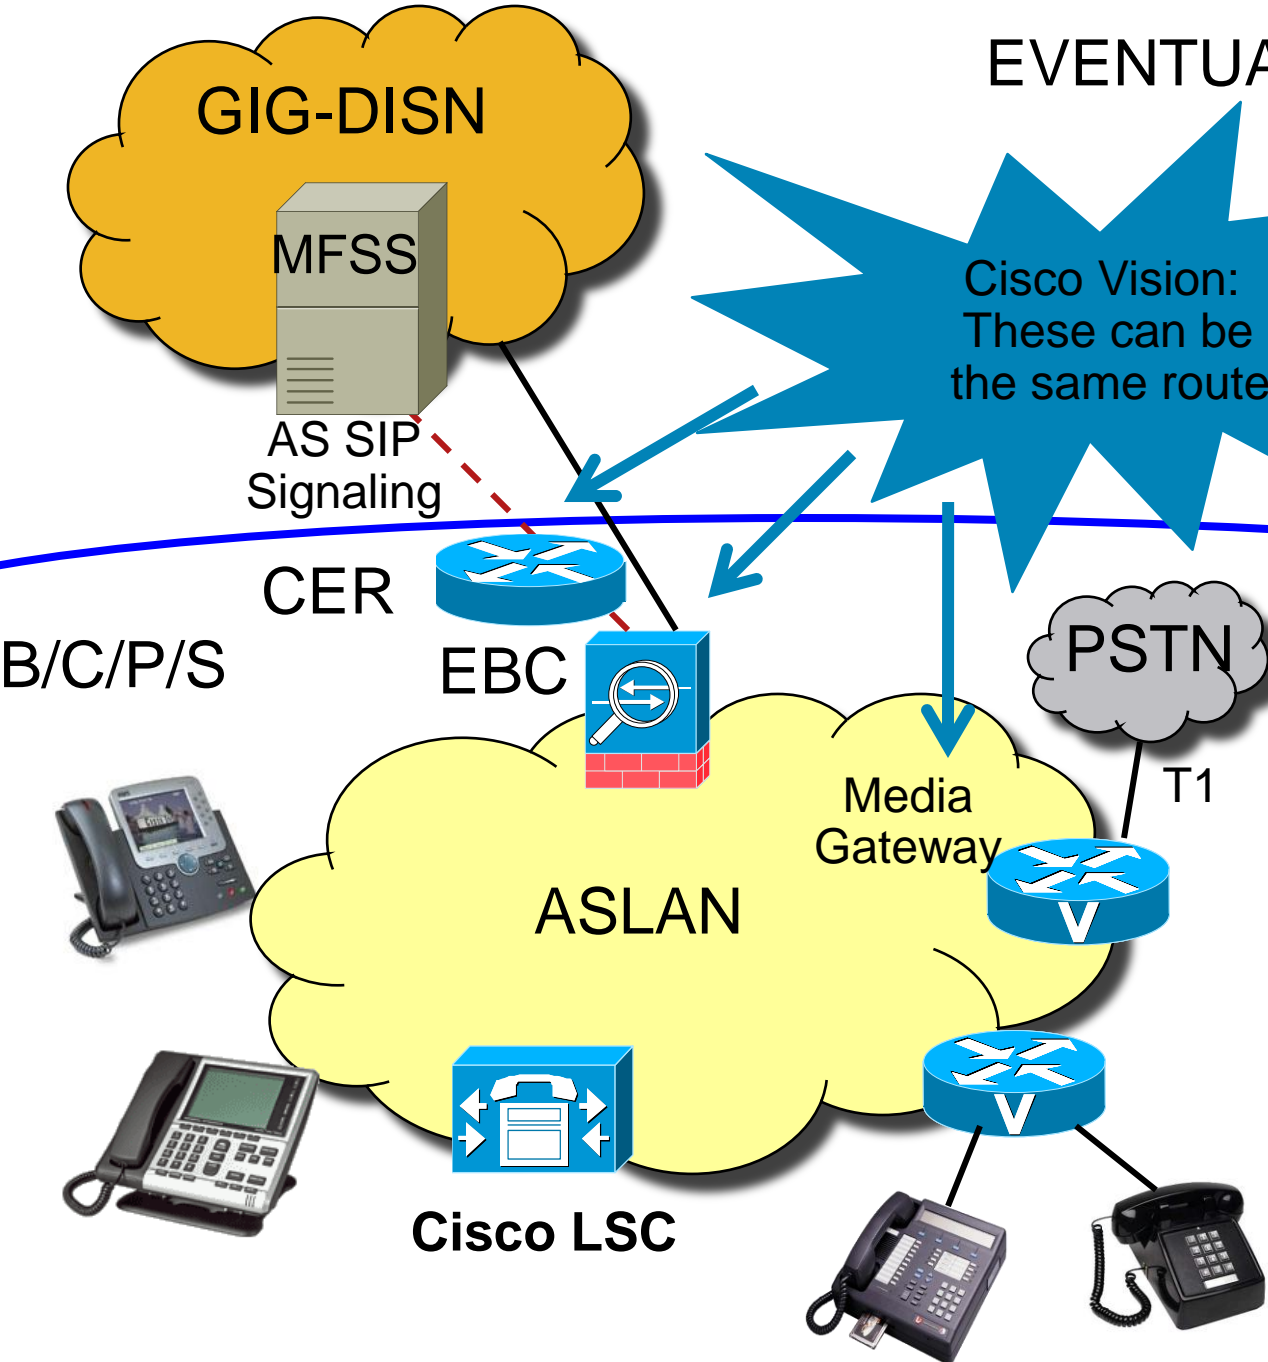 EVENTUA
GIG-DISN
MFSS
Cisco Vision:
These can be
the same route
AS SIP
Signaling
CER
B/C/P/S
EBC
PSTN
T1
Media
Gateway
V
ASLAN
V
Cisco LSC